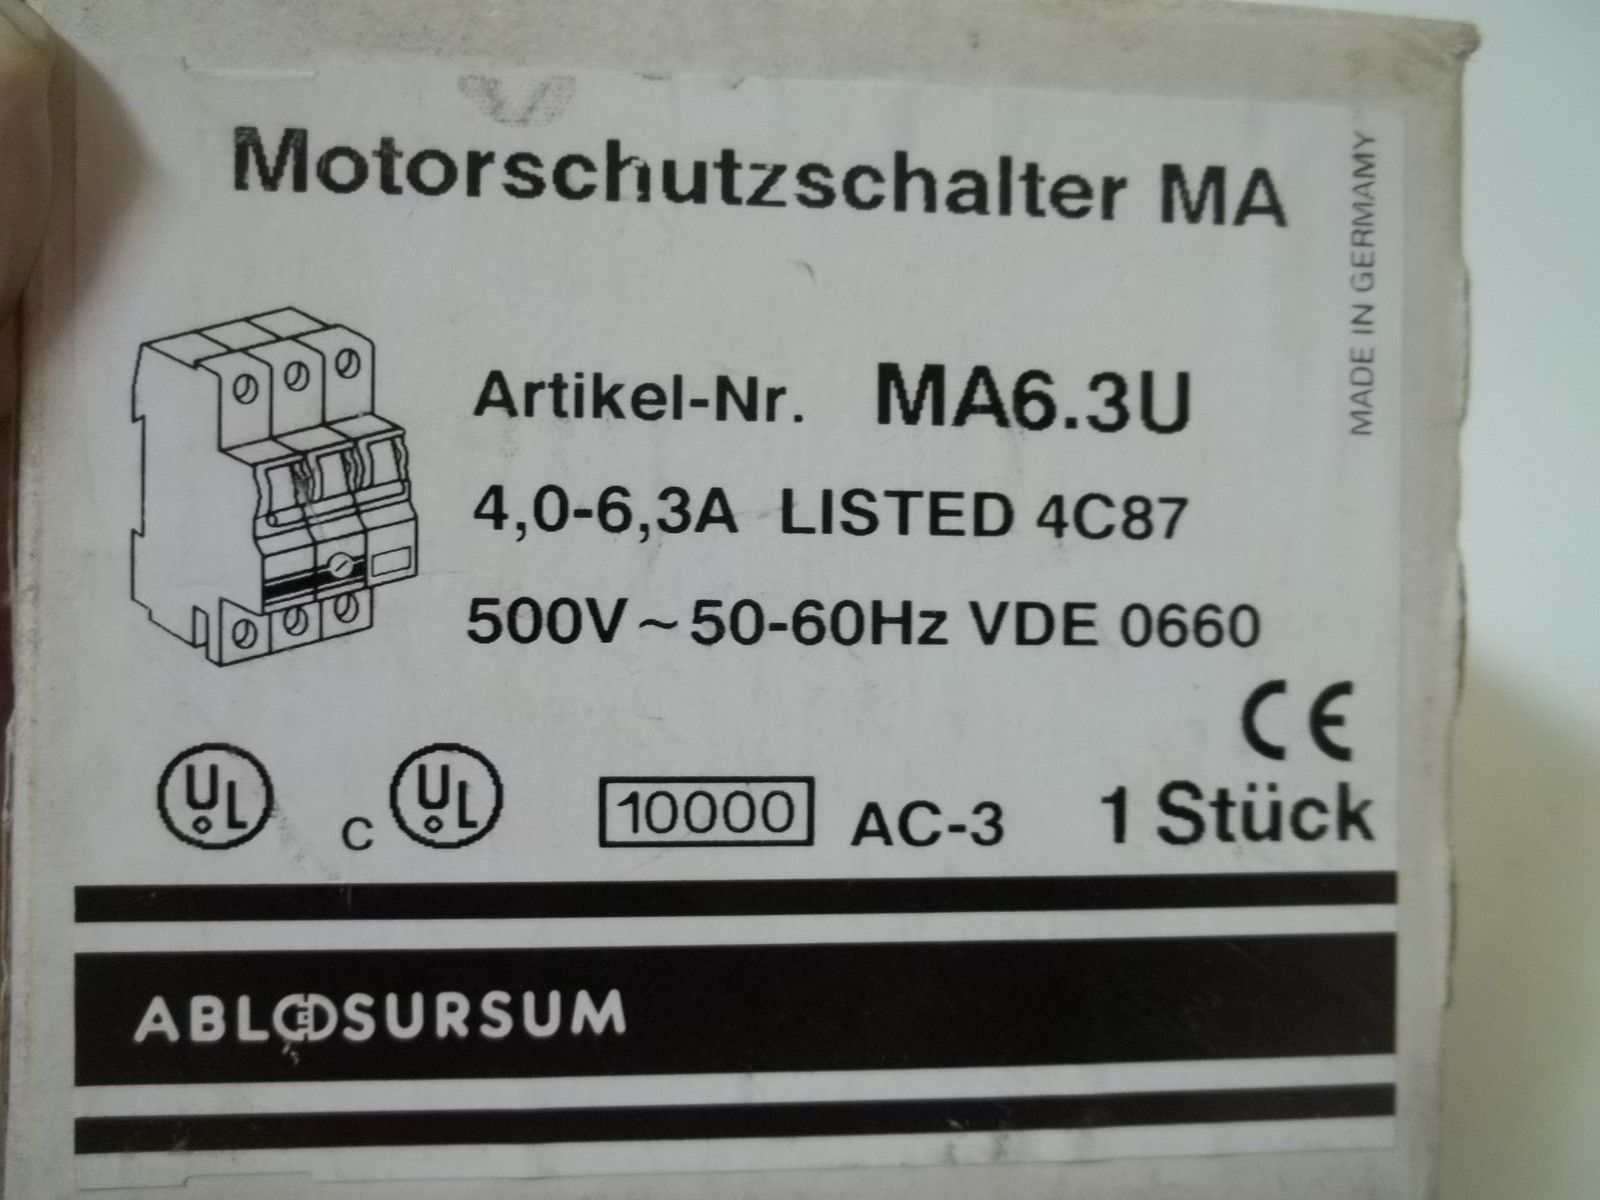 Motorschutzschalter MA
MADE IN GERMAMY
Artikel-Nr. MA6.3U
4,0-6,3A LISTED 4C87
500V~50-60Hz VDE 0660
CE
UL
c UL
10000 AC-3 1 Stück
ABL SURSUM